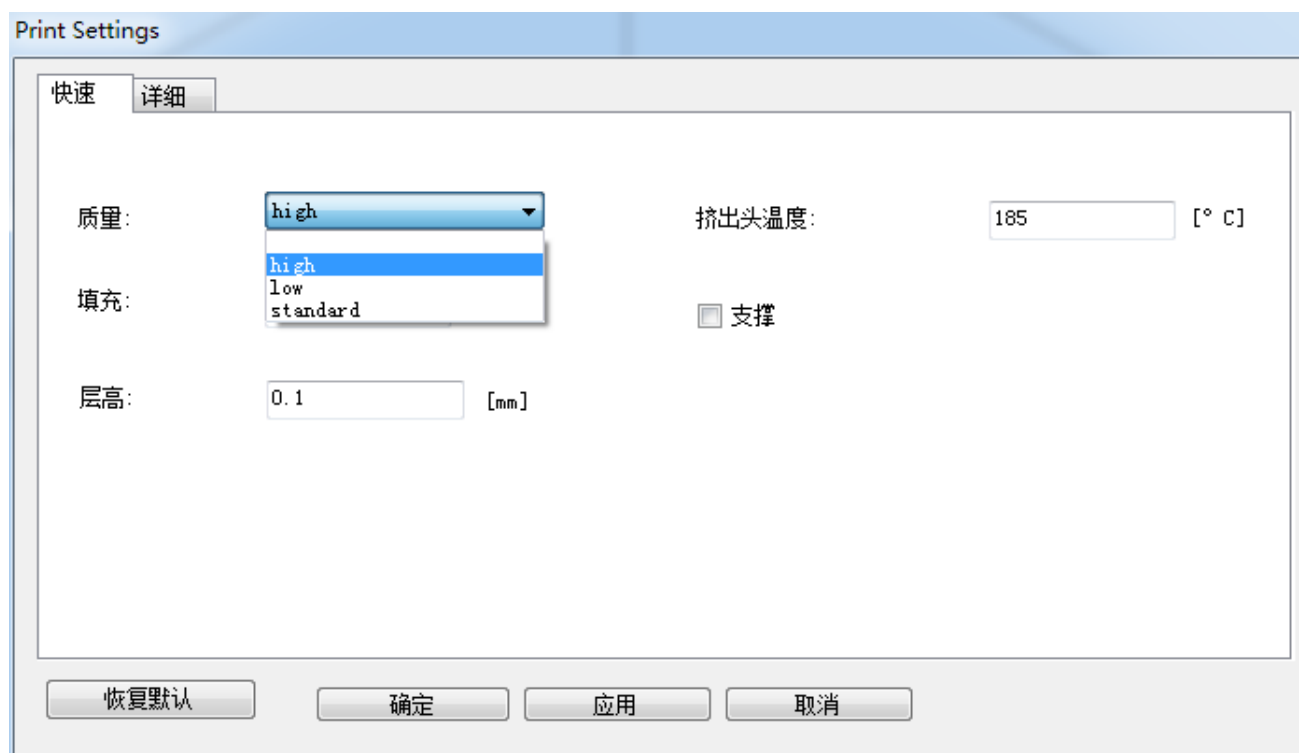 Print Settings
快速 详细
质量: high 挤出头温度: 185 [° C]
high
low
填充: standard 支撑
层高: 0.1 [mm]
恢复默认 确定 应用 取消